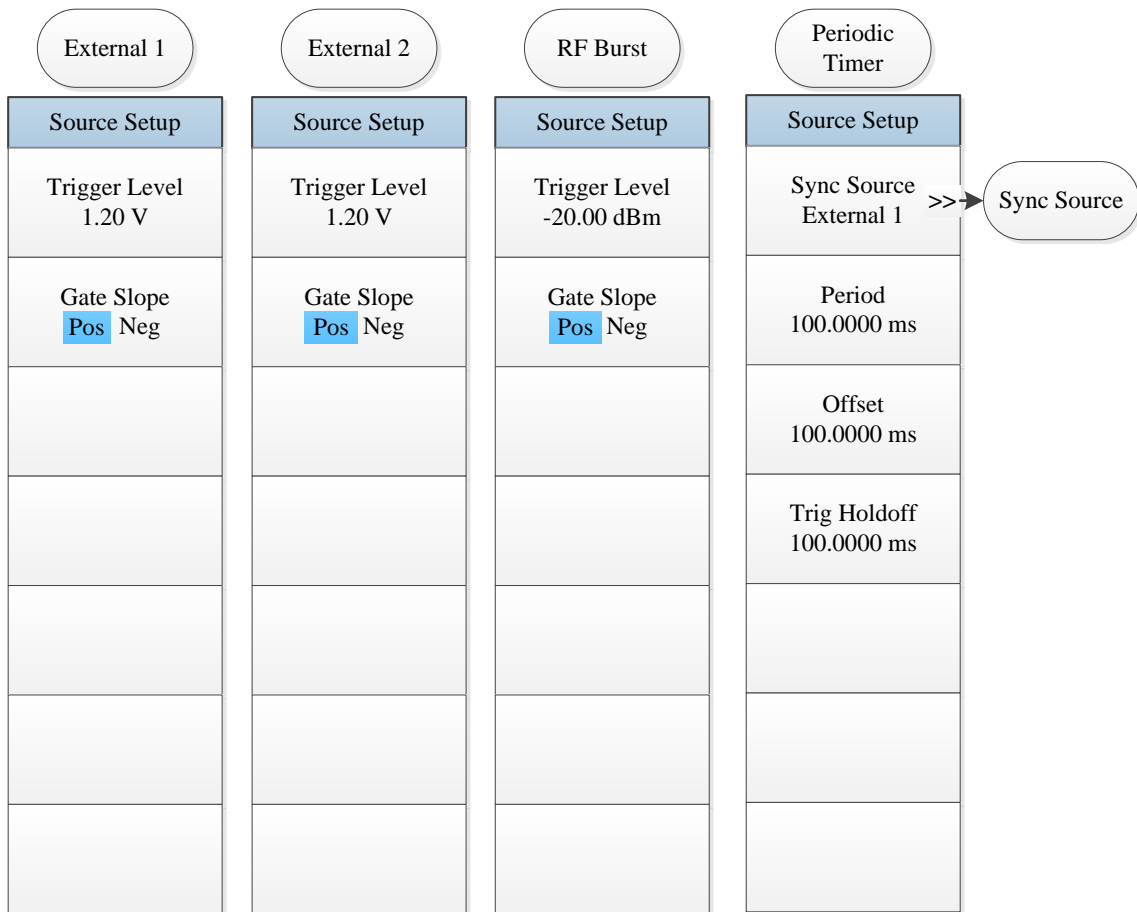 External 1
Source Setup
Trigger Level
1.20 V
Gate Slope
Pos Neg
External 2
Source Setup
Trigger Level
1.20 V
Gate Slope
Pos Neg
RF Burst
Source Setup
Trigger Level
-20.00 dBm
Gate Slope
Pos Neg
Periodic
Timer
Source Setup
Sync Source
External 1
>>
Sync Source
Period
100.0000 ms
Offset
100.0000 ms
Trig Holdoff
100.0000 ms